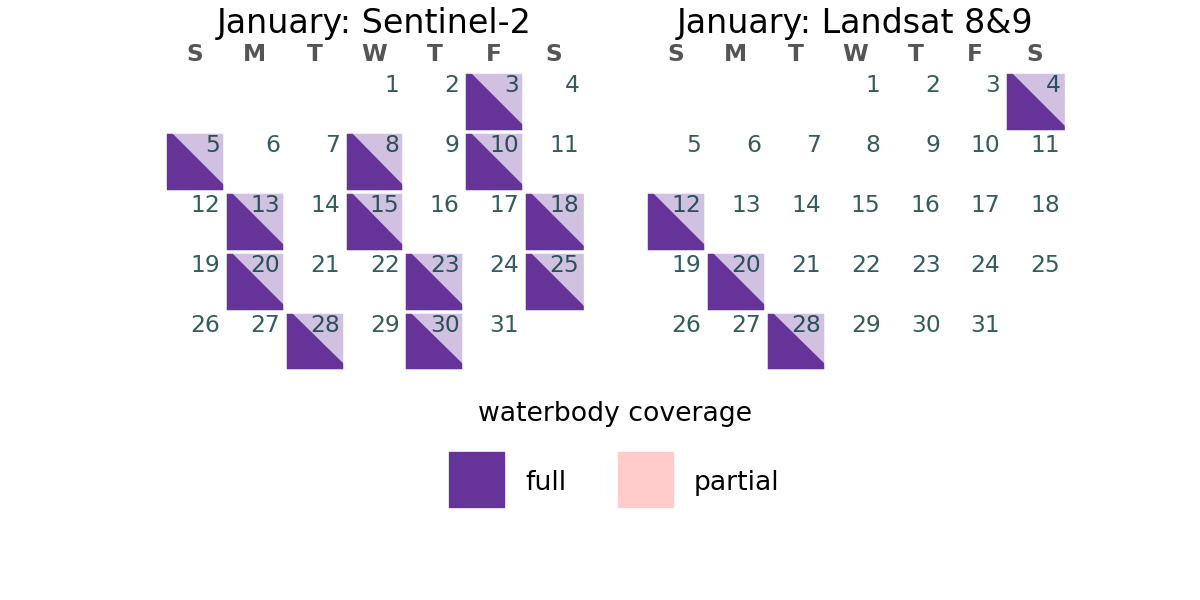 January: Sentinel-2
S M T W T F S
1 2 3 4
5 6 7 8 9 10 11
12 13 14 15 16 17 18
19 20 21 22 23 24 25
26 27 28 29 30 31
January: Landsat 8&9
S M T W T F S
1 2 3 4
5 6 7 8 9 10 11
12 13 14 15 16 17 18
19 20 21 22 23 24 25
26 27 28 29 30 31
waterbody coverage
full partial